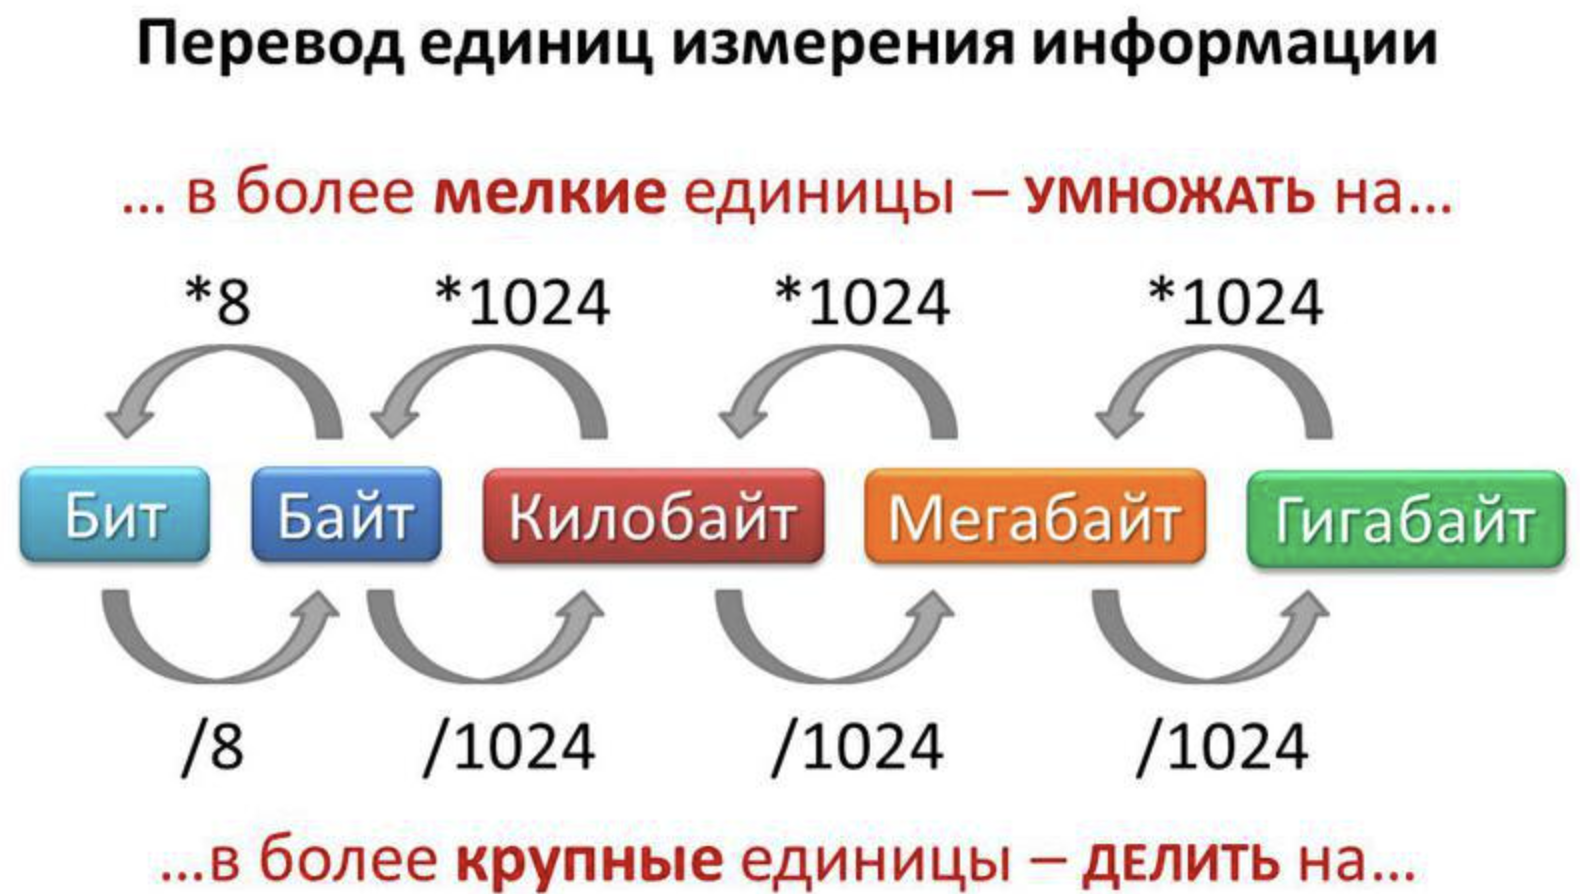 Перевод единиц измерения информации
... в более мелкие единицы – УМНОЖАТЬ на...
*8 *1024 *1024 *1024
Бит Байт Килобайт Мегабайт Гигабайт
/8 /1024 /1024 /1024
...в более крупные единицы – ДЕЛИТЬ на...